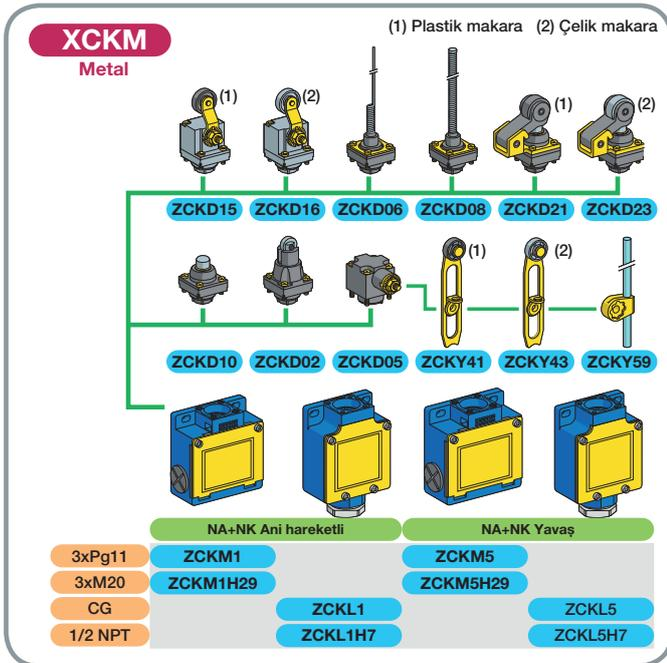 XCKM
Metal
(1) Plastik makara (2) Çelik makara
(1) (2) (1) (2)
ZCKD15 ZCKD16 ZCKD06 ZCKD08 ZCKD21 ZCKD23
(1) (2)
ZCKD10 ZCKD02 ZCKD05 ZCKY41 ZCKY43 ZCKY59
NA+NK Ani hareketli NA+NK Yavaş
3xPg11 ZCKM1 ZCKM5
3xM20 ZCKM1H29 ZCKM5H29
CG ZCKL1 ZCKL5
1/2 NPT ZCKL1H7 ZCKL5H7